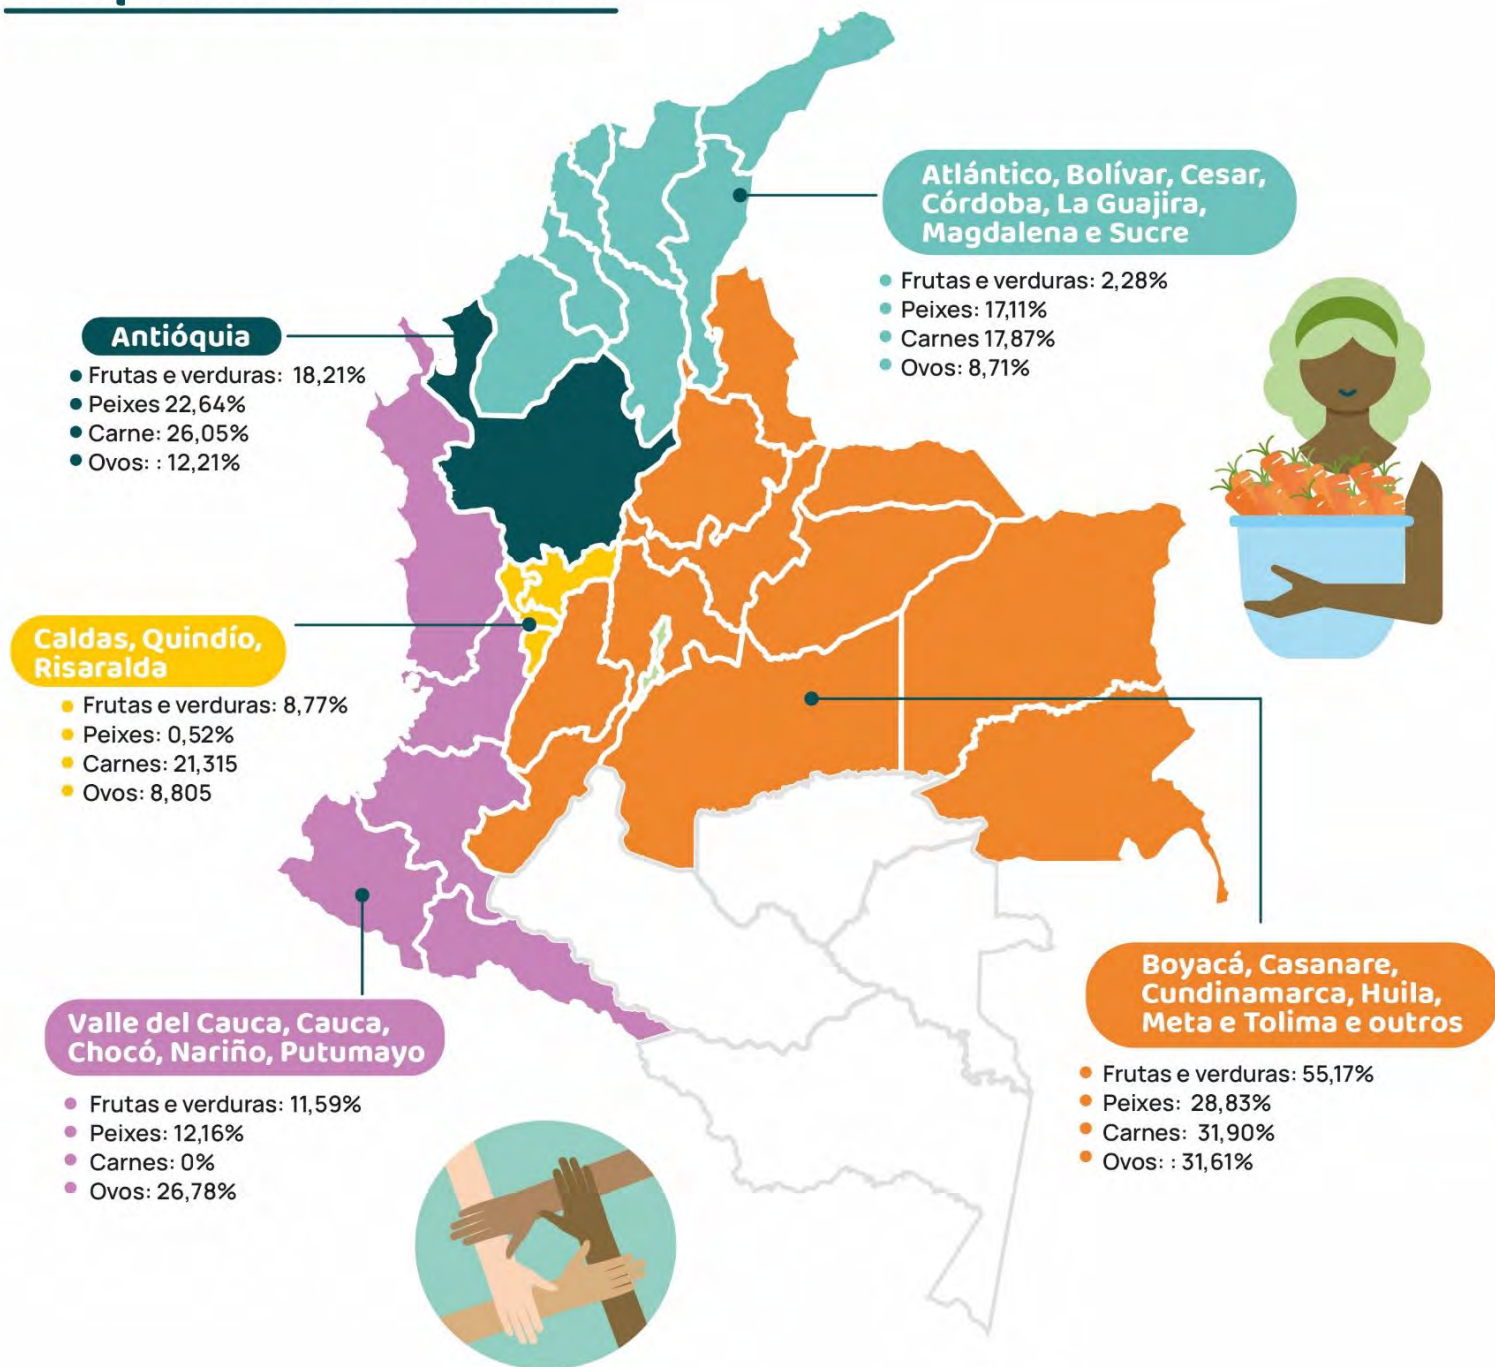 Atlántico, Bolívar, Cesar,
Córdoba, La Guajira,
Magdalena e Sucre
Frutas e verduras: 2,28%
Peixes: 17,11%
Carnes 17,87%
Ovos: 8,71%
Antióquia
Frutas e verduras: 18,21%
Peixes 22,64%
Carne: 26,05%
Ovos: : 12,21%
Caldas, Quindío,
Risaralda
Frutas e verduras: 8,77%
Peixes: 0,52%
Carnes: 21,315
Ovos: 8,805
Valle del Cauca, Cauca,
Chocó, Nariño, Putumayo
Frutas e verduras: 11,59%
Peixes: 12,16%
Carnes: 0%
Ovos: 26,78%
Boyacá, Casanare,
Cundinamarca, Huila,
Meta e Tolima e outros
Frutas e verduras: 55,17%
Peixes: 28,83%
Carnes: 31,90%
Ovos: : 31,61%